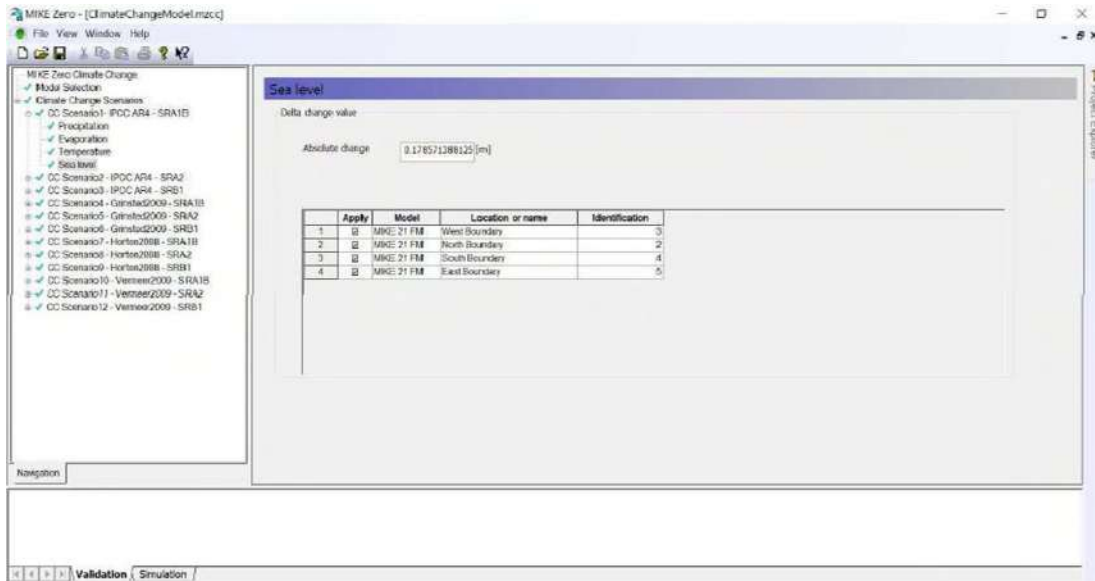 MIKE Zero - [ClimateChangeModel.mzcc]
File View Window Help
MIKE Zero Climate Change
Model Selection
Climate Change Scenarios
CC Scenario1- IPCC AR4 - SRA1B
Precipitation
Evaporation
Temperature
Sea level
CC Scenario2 - IPCC AR4 - SRA2
CC Scenario3 - IPCC AR4 - SRB1
CC Scenario4 - Grinsted2009 - SRA1B
CC Scenario5 - Grinsted2009 - SRA2
CC Scenario6 - Grinsted2009 - SRB1
CC Scenario7 - Horton2008 - SRA1B
CC Scenario8 - Horton2008 - SRA2
CC Scenario9 - Horton2008 - SRB1
CC Scenario10 - Vermeer2009 - SRA1B
CC Scenario11 - Vermeer2009 - SRA2
CC Scenario12 - Vermeer2009 - SRB1
Navigation
Sea level
Delta change value
Absolute change 0.178571288125 [m]
Apply Model Location or name Identification
1 MIKE 21 FM West Boundary 3
2 MIKE 21 FM North Boundary 2
3 MIKE 21 FM South Boundery 4
4 MIKE 21 FM East Boundary 5
Validation Simulation